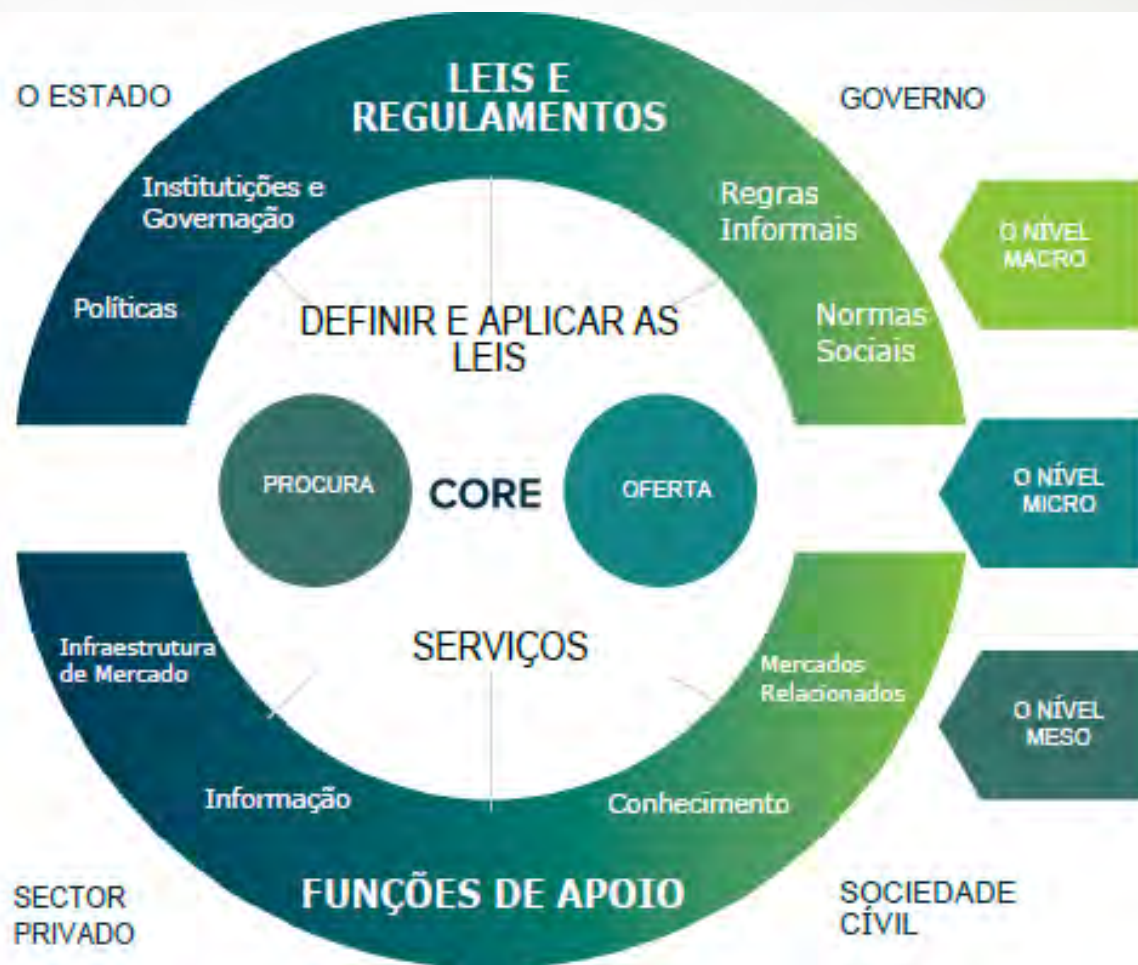 O ESTADO
LEIS E
REGULAMENTOS
GOVERNO
Institutições e
Governação
Políticas
Regras
Informais
Normas
Sociais
O NÍVEL
MACRO
DEFINIR E APLICAR AS
LEIS
PROCURA
CORE
OFERTA
O NÍVEL
MICRO
SERVIÇOS
Infraestrutura
de Mercado
Mercados
Relacionados
O NÍVEL
MESO
Informação
Conhecimento
FUNÇÕES DE APOIO
SECTOR
PRIVADO
SOCIEDADE
CÍVIL